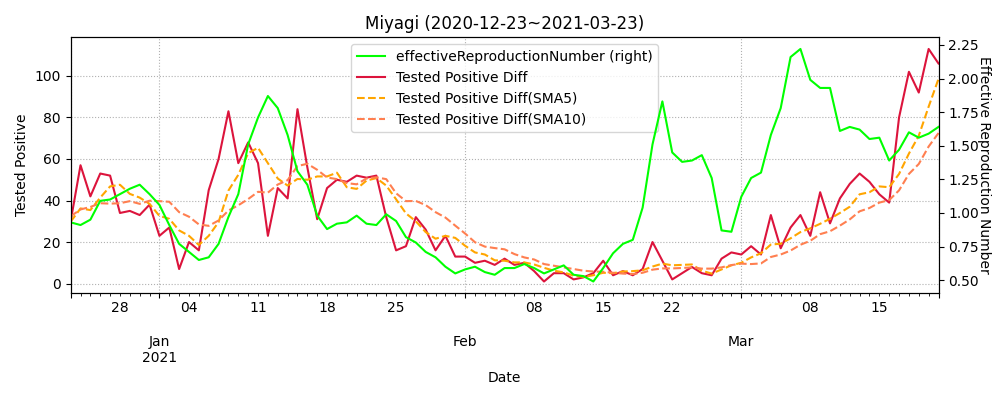 Miyagi (2020-12-23~2021-03-23)
effectiveReproductionNumber (right)
Tested Positive Diff
Tested Positive Diff(SMA5)
Tested Positive Diff(SMA10)
Tested Positive
100
80
60
40
20
0
2.25
2.00
1.75
1.50
1.25
1.00
0.75
0.50
Effective Reproduction Number
28 04 11 18 25 08 15 22 08 15
Jan Feb Mar
2021
Date